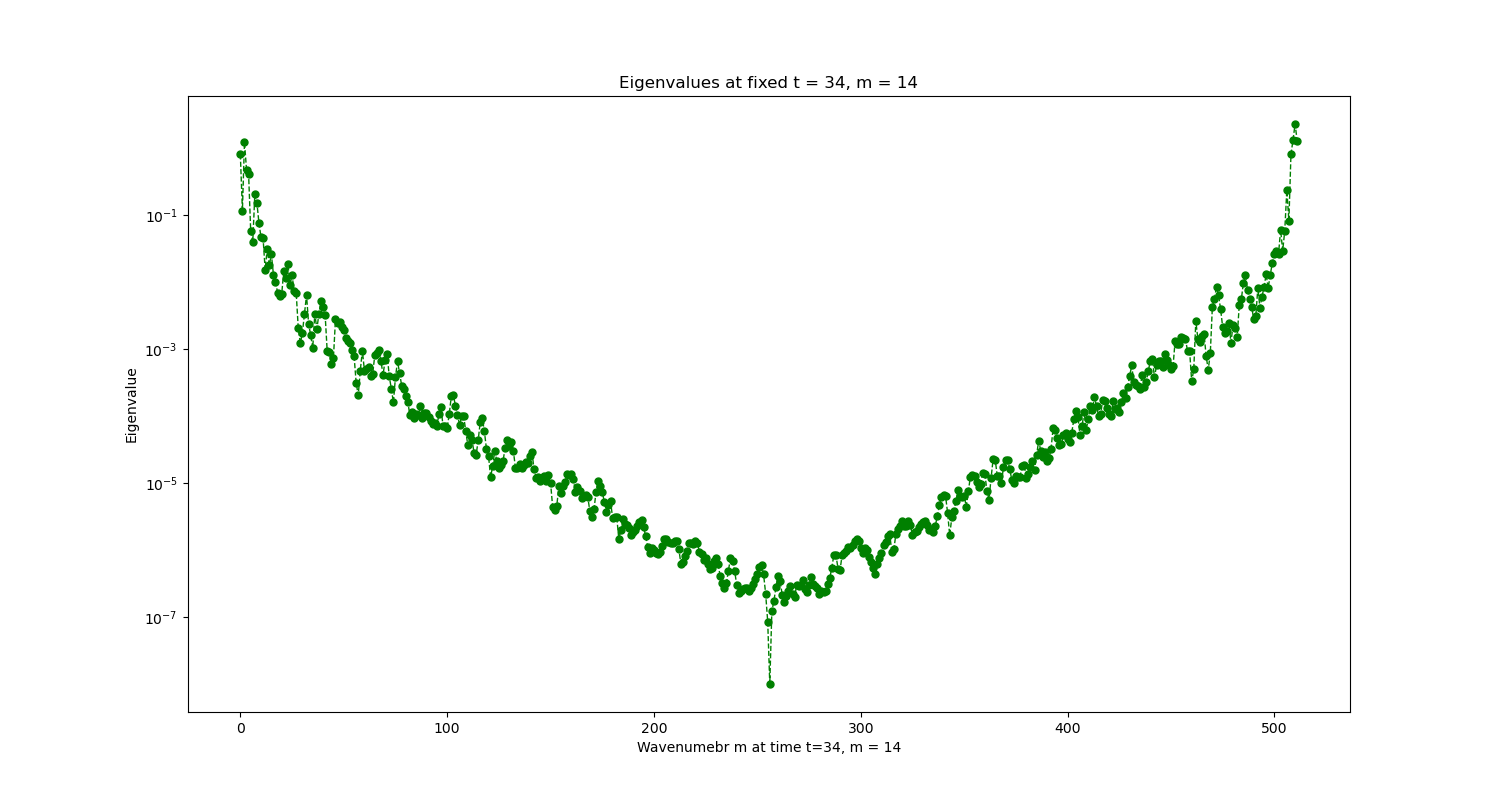 Eigenvalues at fixed t = 34, m = 14
Eigenvalue
10⁻¹
10⁻³
10⁻⁵
10⁻⁷
0 100 200 300 400 500
Wavenumebr m at time t=34, m = 14